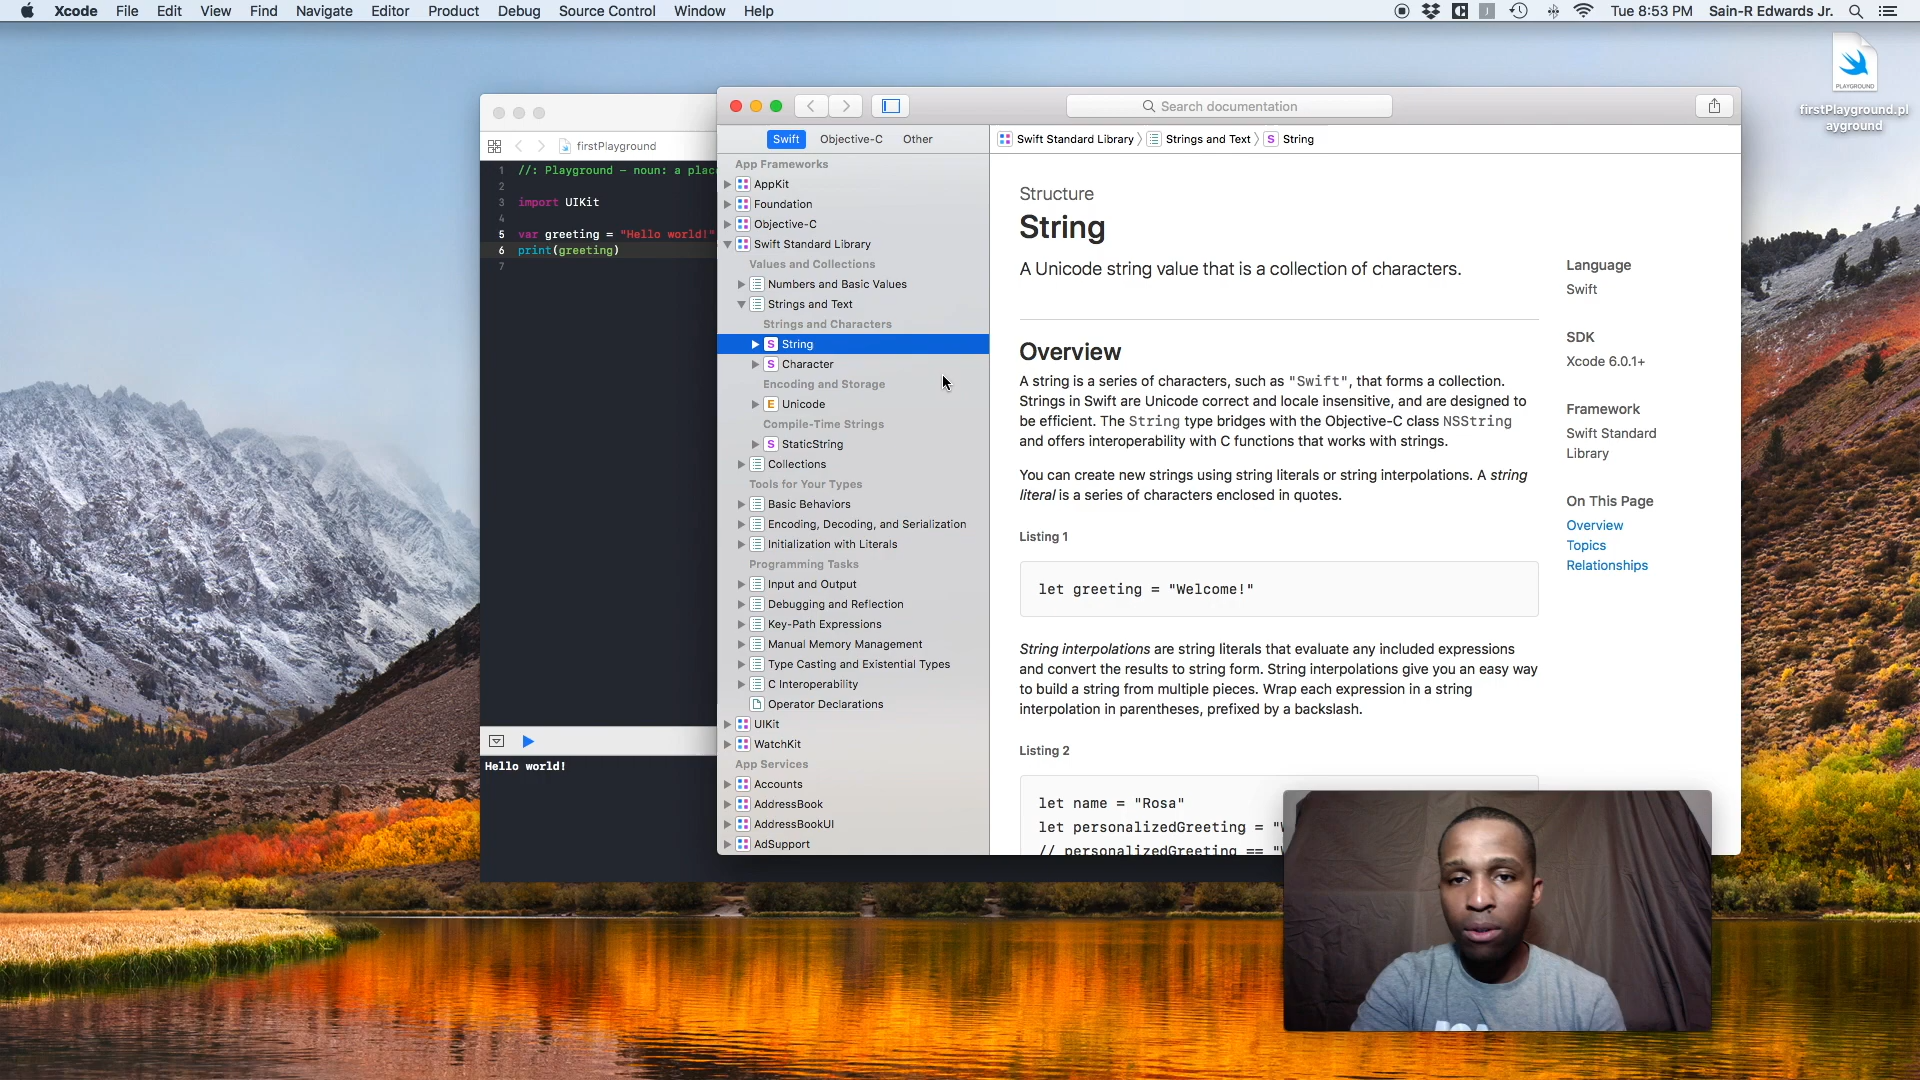 Xcode File Edit View Find Navigate Editor Product Debug Source Control Window Help
Tue 8:53 PM Sain-R Edwards Jr.
PLAYGROUND
firstPlayground.pl
ayground
firstPlayground
1 //: Playground - noun: a plac
2
3 import UIKit
4
5 var greeting = "Hello world!"
6 print(greeting)
7
Hello world!
Search documentation
Swift Objective-C Other
App Frameworks
AppKit
Foundation
Objective-C
Swift Standard Library
Values and Collections
Numbers and Basic Values
Strings and Text
Strings and Characters
S String
S Character
Encoding and Storage
E Unicode
Compile-Time Strings
S StaticString
Collections
Tools for Your Types
Basic Behaviors
Encoding, Decoding, and Serialization
Initialization with Literals
Programming Tasks
Input and Output
Debugging and Reflection
Key-Path Expressions
Manual Memory Management
Type Casting and Existential Types
C Interoperability
Operator Declarations
UIKit
WatchKit
App Services
Accounts
AddressBook
AddressBookUI
AdSupport
Swift Standard Library Strings and Text S String
Structure
String
A Unicode string value that is a collection of characters.
Overview
A string is a series of characters, such as "Swift", that forms a collection.
Strings in Swift are Unicode correct and locale insensitive, and are designed to
be efficient. The String type bridges with the Objective-C class NSString
and offers interoperability with C functions that works with strings.
You can create new strings using string literals or string interpolations. A string
literal is a series of characters enclosed in quotes.
Listing 1
let greeting = "Welcome!"
String interpolations are string literals that evaluate any included expressions
and convert the results to string form. String interpolations give you an easy way
to build a string from multiple pieces. Wrap each expression in a string
interpolation in parentheses, prefixed by a backslash.
Listing 2
let name = "Rosa"
let personalizedGreeting = "
// personalizedGreeting == "
Language
Swift
SDK
Xcode 6.0.1+
Framework
Swift Standard
Library
On This Page
Overview
Topics
Relationships